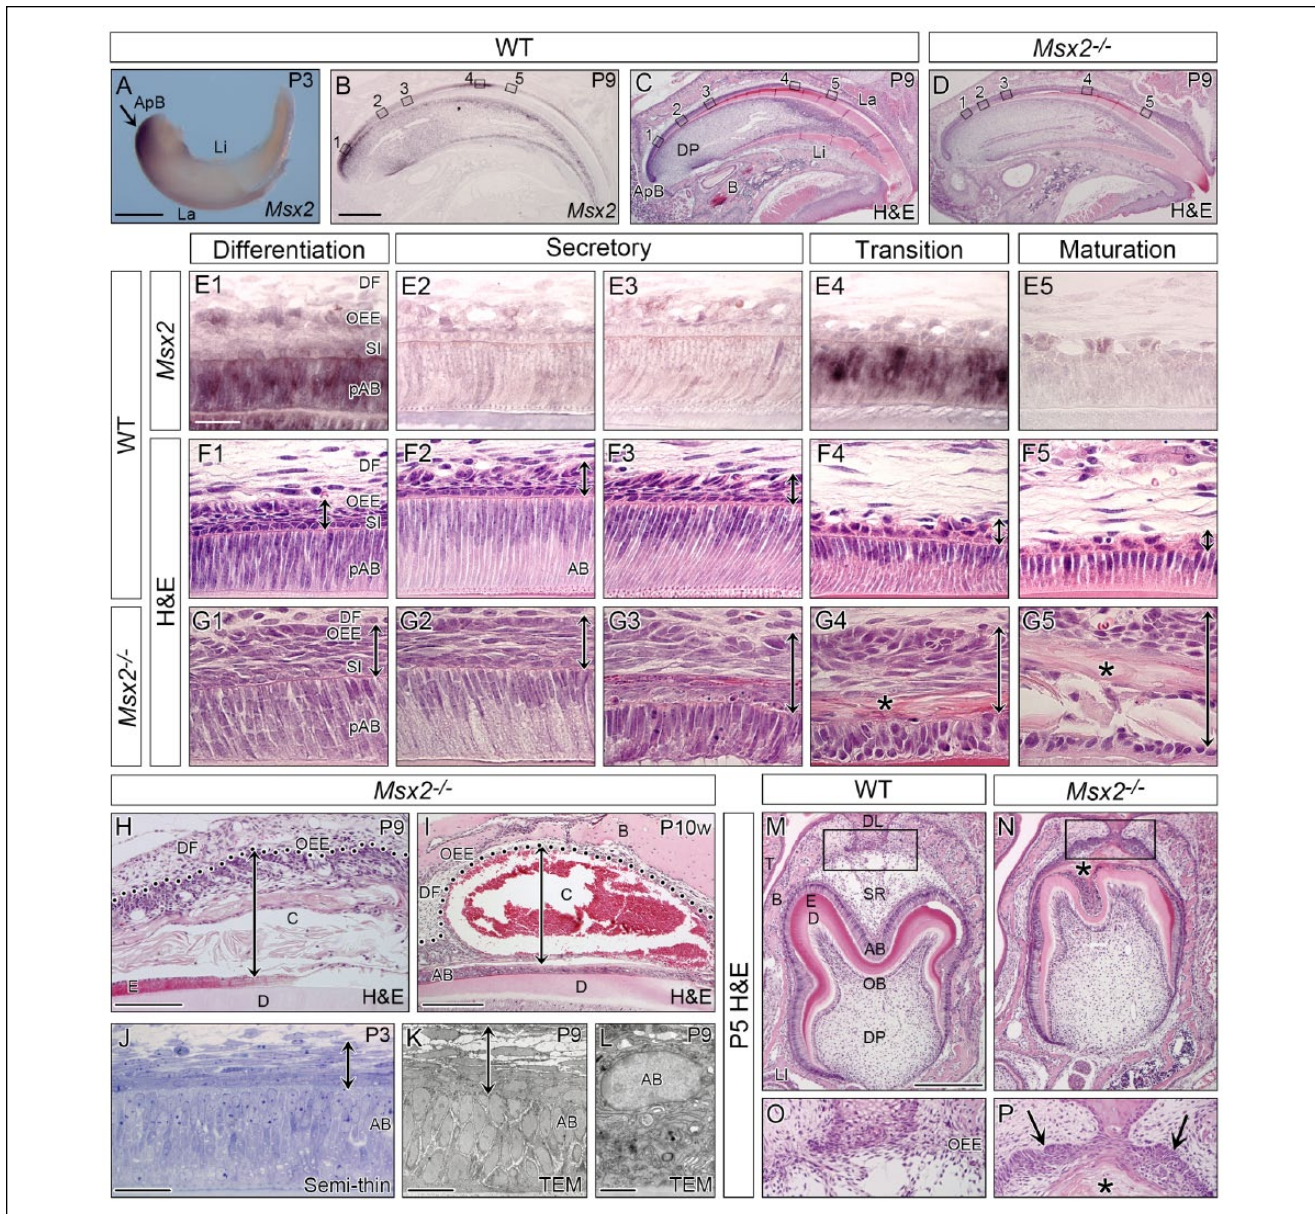 WT
Msx2-/-
A
P3
ApB
Li
La
Msx2
B
P9
1
2
3
4
5
Msx2
C
P9
1
2
3
4
5
La
DP
Li
ApB
B
H&E
D
P9
1
2
3
4
5
H&E
Differentiation
Secretory
Transition
Maturation
WT
Msx2
E1
DF
OEE
SI
pAB
E2
E3
E4
E5
H&E
F1
DF
OEE
SI
pAB
F2
AB
F3
F4
F5
Msx2-/-
G1
DF
OEE
SI
pAB
G2
G3
G4
*
G5
*
Msx2-/-
WT
Msx2-/-
H
P9
DF
OEE
C
E
D
H&E
I
P10w
B
OEE
DF
C
AB
D
H&E
J
P3
AB
Semi-thin
K
P9
AB
TEM
L
P9
AB
TEM
P5 H&E
M
DL
T
B
SR
E
D
AB
OB
DP
LI
N
*
O
OEE
P
*